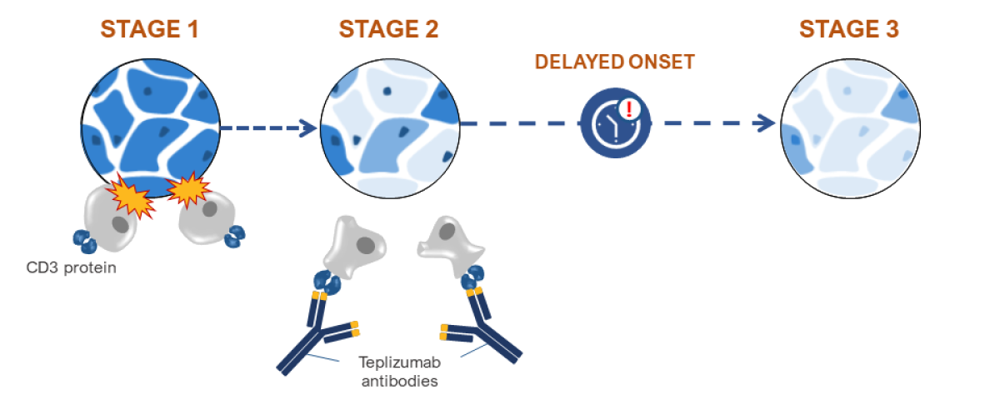 STAGE 1
STAGE 2
STAGE 3
DELAYED ONSET
!
CD3 protein
Teplizumab
antibodies